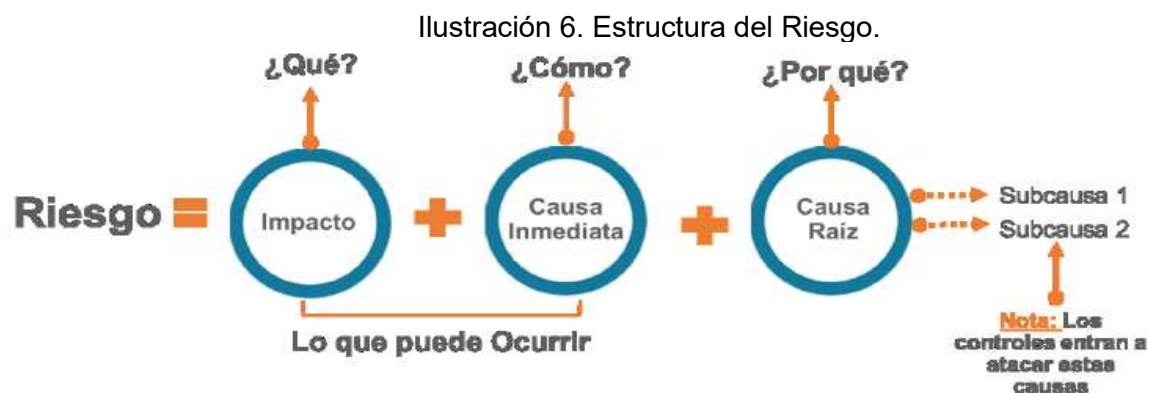 Ilustración 6. Estructura del Riesgo.
¿Qué?
¿Cómo?
¿Por qué?
Riesgo =
Impacto
+
Causa
Inmediata
+
Causa
Raíz
Subcausa 1
Subcausa 2
Lo que puede Ocurrir
Nota: Los
controles entran a
atacar estas
causas